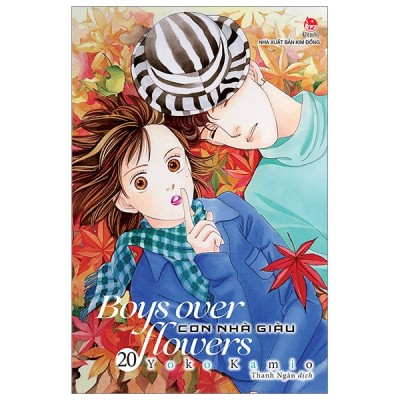 NHÀ XUẤT BẢN KIM ĐỒNG
Boys over
CON NHÀ GIÀU
flowers
20
Yoko Kamio
Thanh Ngân dịch